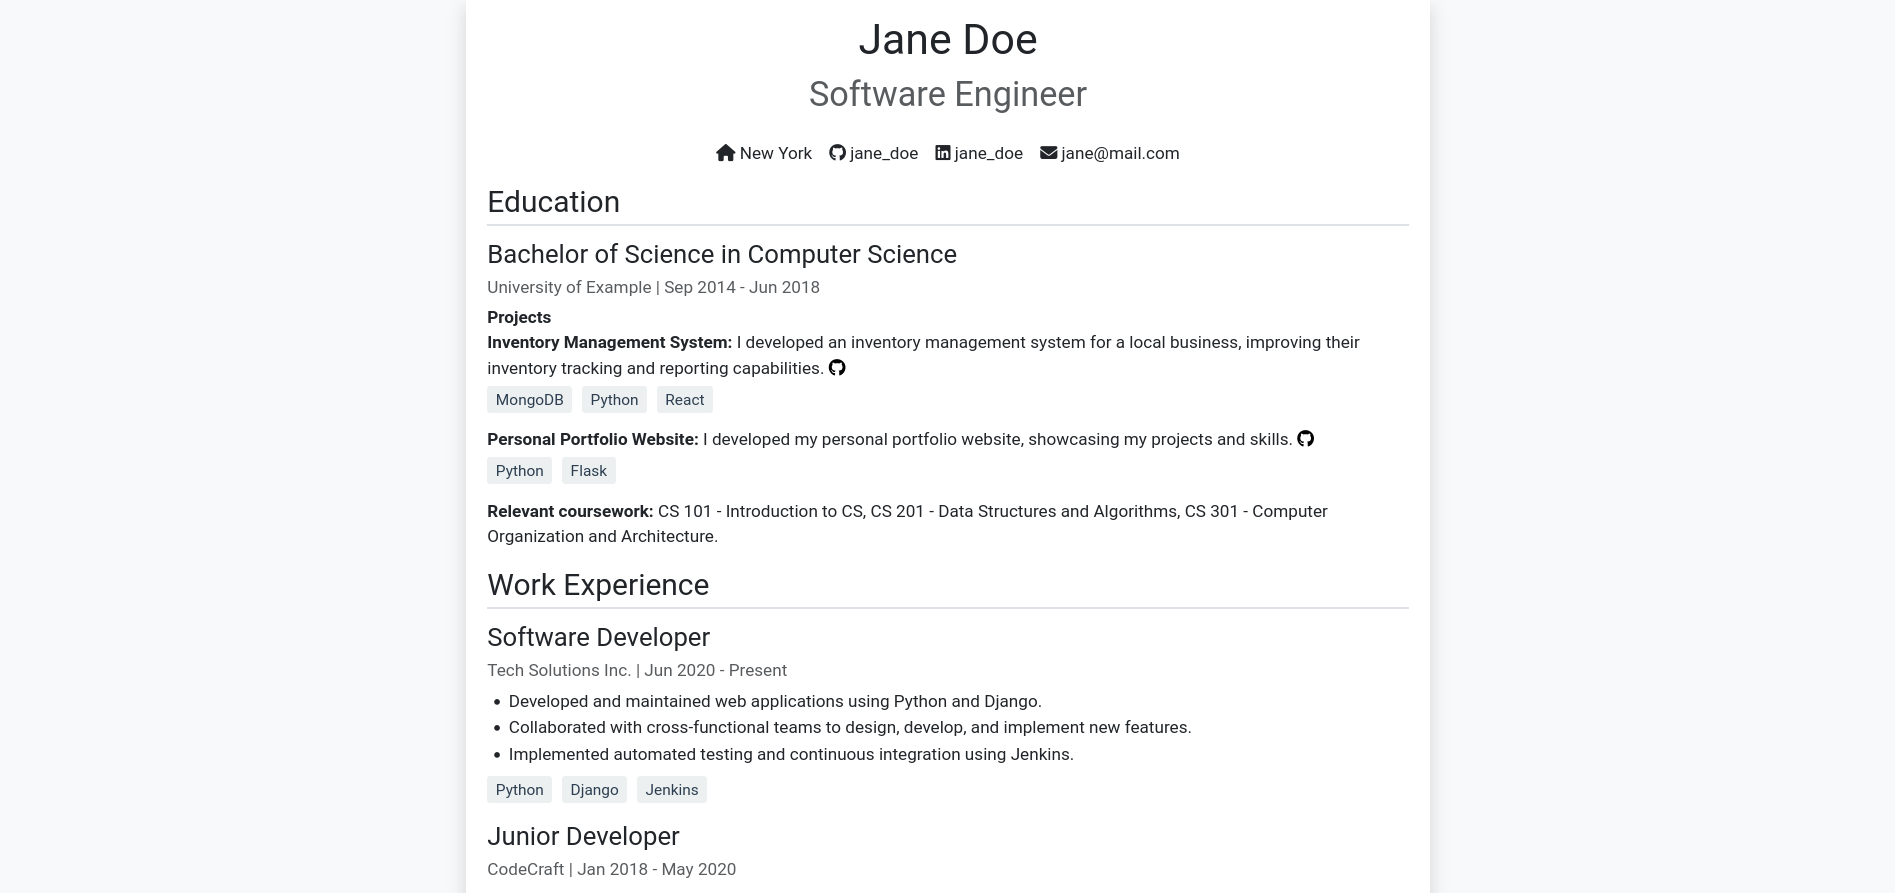 Jane Doe
Software Engineer
New York jane_doe jane_doe jane@mail.com
Education
Bachelor of Science in Computer Science
University of Example | Sep 2014 - Jun 2018
Projects
Inventory Management System: I developed an inventory management system for a local business, improving their
inventory tracking and reporting capabilities.
MongoDB Python React
Personal Portfolio Website: I developed my personal portfolio website, showcasing my projects and skills.
Python Flask
Relevant coursework: CS 101 - Introduction to CS, CS 201 - Data Structures and Algorithms, CS 301 - Computer
Organization and Architecture.
Work Experience
Software Developer
Tech Solutions Inc. | Jun 2020 - Present
• Developed and maintained web applications using Python and Django.
• Collaborated with cross-functional teams to design, develop, and implement new features.
• Implemented automated testing and continuous integration using Jenkins.
Python Django Jenkins
Junior Developer
CodeCraft | Jan 2018 - May 2020